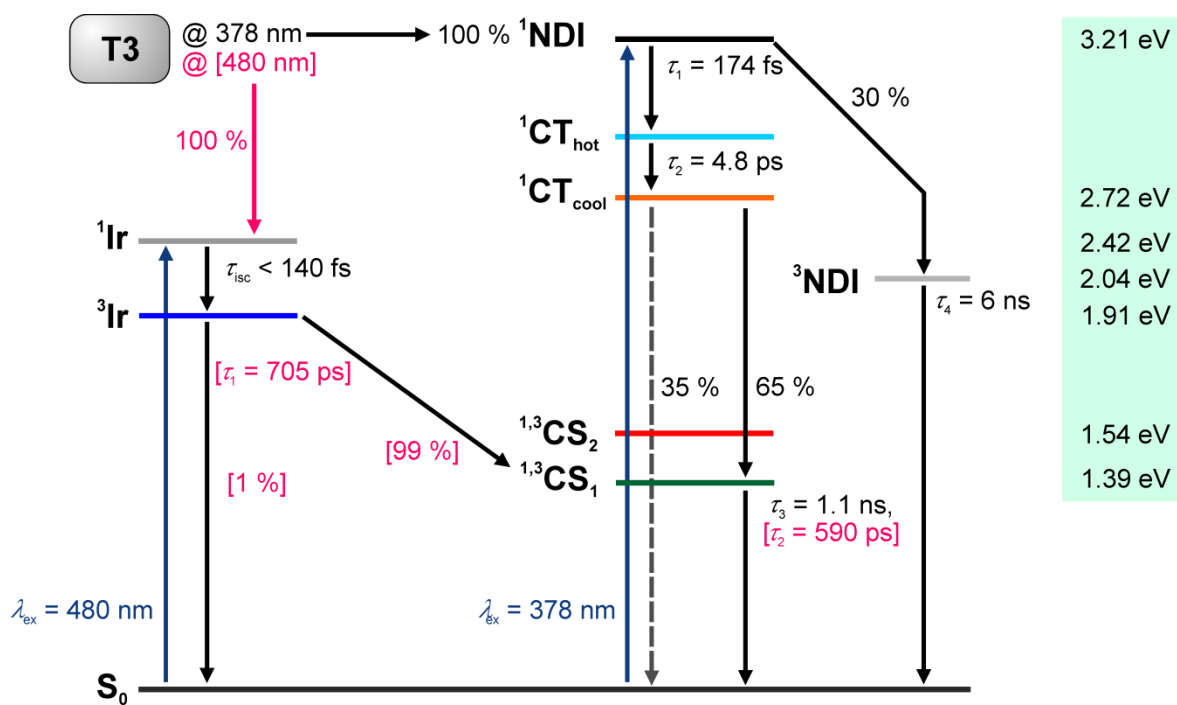 T3
@ 378 nm
100 % ¹NDI
3.21 eV
@ [480 nm]
τ₁ = 174 fs
30 %
100 %
¹CT_hot
τ₂ = 4.8 ps
¹CT_cool
2.72 eV
¹Ir
2.42 eV
τ_isc < 140 fs
³NDI
2.04 eV
τ₄ = 6 ns
³Ir
1.91 eV
[τ₁ = 705 ps]
35 %
65 %
[99 %]
¹,³CS₂
1.54 eV
[1 %]
¹,³CS₁
1.39 eV
τ₃ = 1.1 ns,
[τ₂ = 590 ps]
λ_ex = 480 nm
λ_ex = 378 nm
S₀